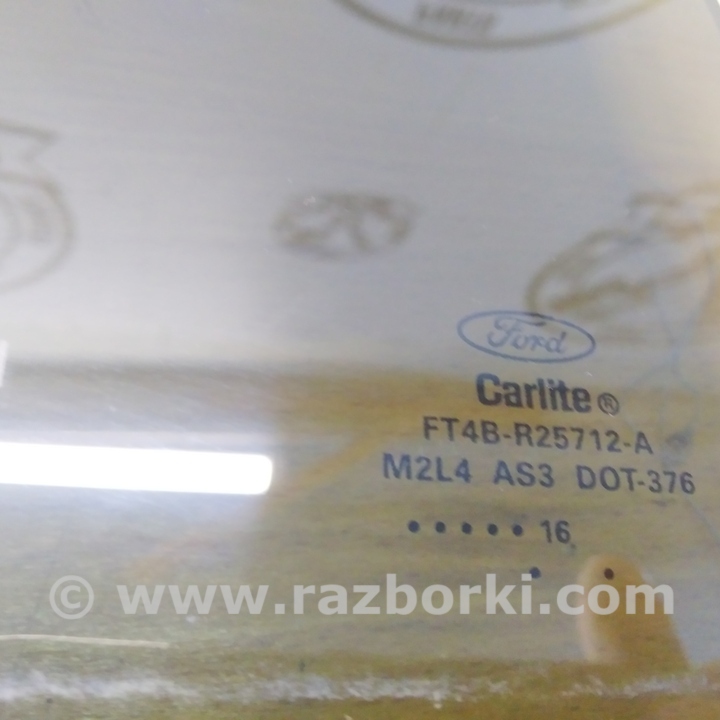 Ford
Carlite®
FT4B-R25712-A
M2L4 AS3 DOT-376
••••• 16
© www.razborki.com